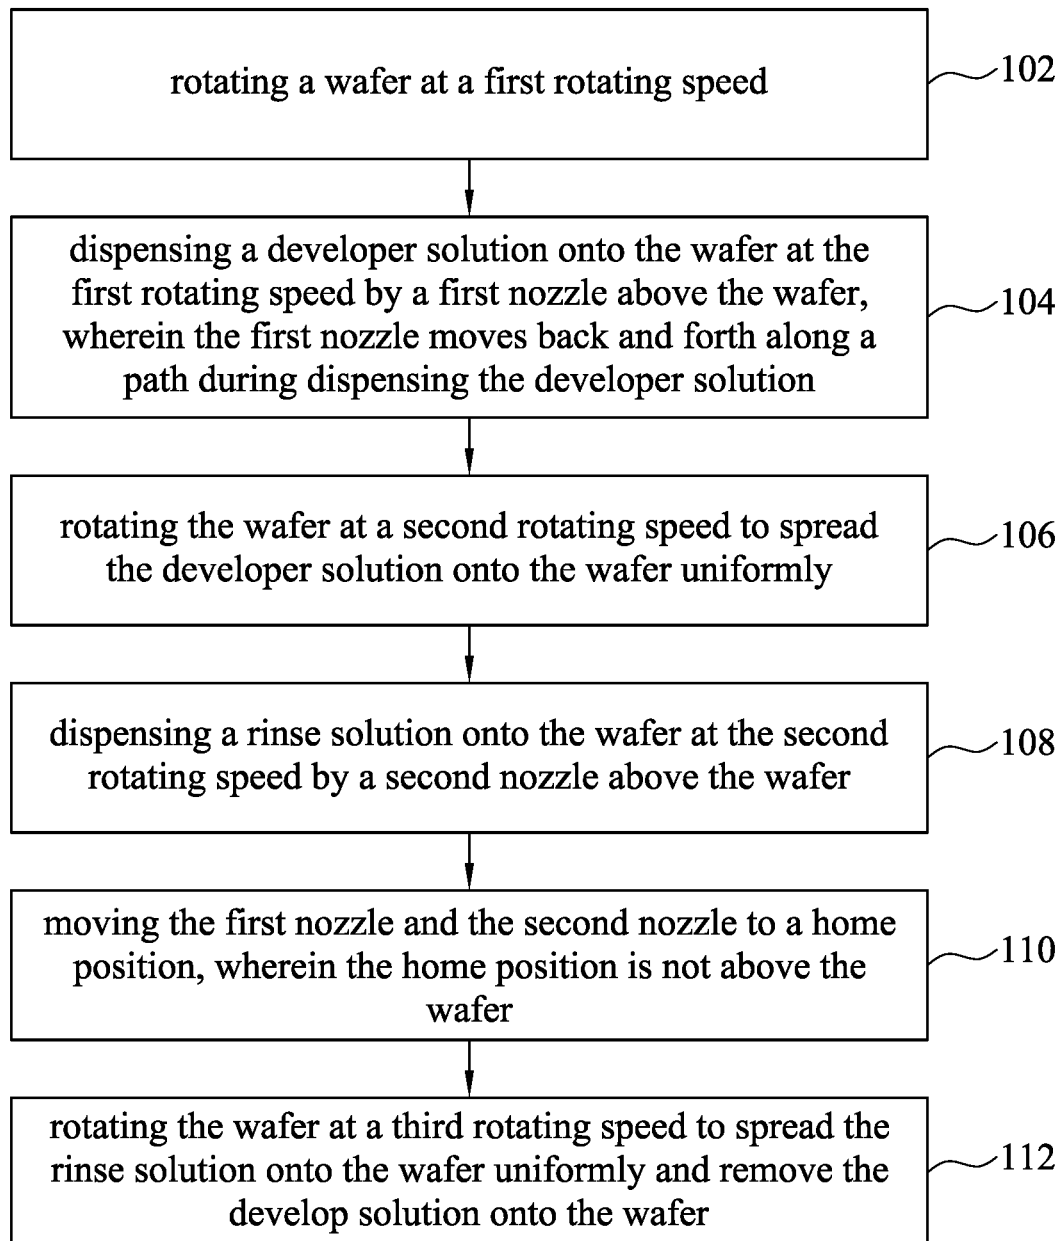 rotating a wafer at a first rotating speed
102
dispensing a developer solution onto the wafer at the
first rotating speed by a first nozzle above the wafer,
wherein the first nozzle moves back and forth along a
path during dispensing the developer solution
104
rotating the wafer at a second rotating speed to spread
the developer solution onto the wafer uniformly
106
dispensing a rinse solution onto the wafer at the second
rotating speed by a second nozzle above the wafer
108
moving the first nozzle and the second nozzle to a home
position, wherein the home position is not above the
wafer
110
rotating the wafer at a third rotating speed to spread the
rinse solution onto the wafer uniformly and remove the
develop solution onto the wafer
112